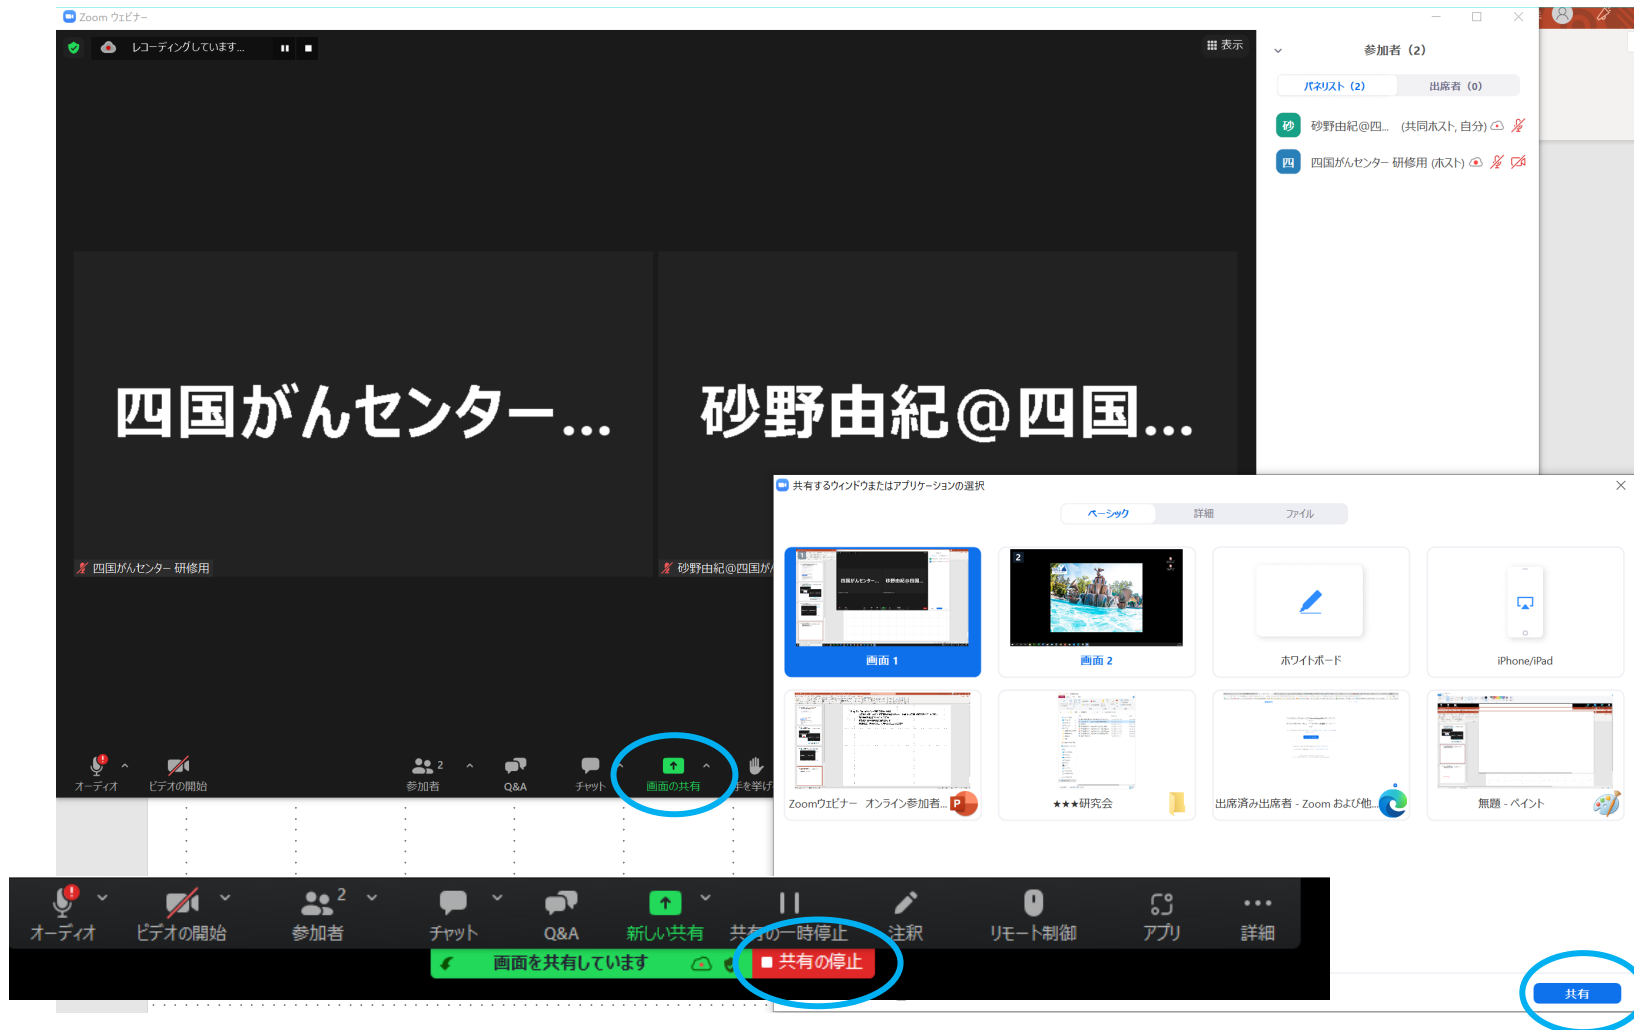 Zoom ウェビナー
レコーディングしています...
表示
参加者 (2)
パネリスト (2)
出席者 (0)
砂 砂野由紀@四... (共同ホスト, 自分)
四 四国がんセンター 研修用 (ホスト)
四国がんセンター...
砂野由紀@四国...
四国がんセンター 研修用
砂野由紀@四国が
共有するウィンドウまたはアプリケーションの選択
ベーシック
詳細
ファイル
1
2
画面 1
画面 2
ホワイトボード
iPhone/iPad
Zoomウェビナー オンライン参加者...
★★★研究会
出席済み出席者 - Zoom および他...
無題 - ペイント
オーディオ
ビデオの開始
2
参加者
Q&A
チャット
画面の共有
手を挙げ
オーディオ
ビデオの開始
2
参加者
チャット
Q&A
新しい共有
共有の一時停止
注釈
リモート制御
アプリ
詳細
画面を共有しています
共有の停止
共有